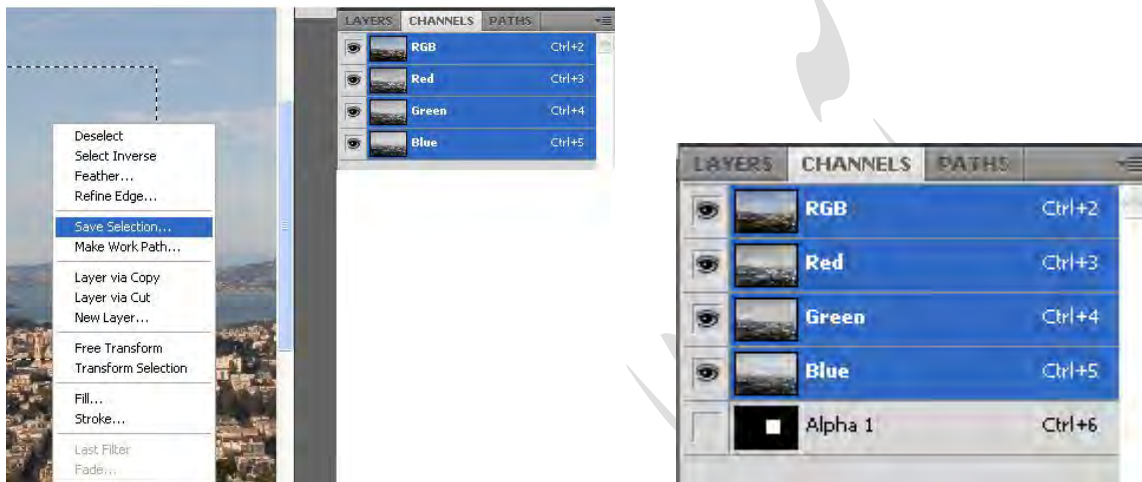 LAYERS CHANNELS PATHS
RGB Ctrl+2
Red Ctrl+3
Green Ctrl+4
Blue Ctrl+5
Deselect
Select Inverse
Feather...
Refine Edge...
Save Selection...
Make Work Path...
Layer via Copy
Layer via Cut
New Layer...
Free Transform
Transform Selection
Fill...
Stroke...
Last Filter
Fade...
LAYERS CHANNELS PATHS
RGB Ctrl+2
Red Ctrl+3
Green Ctrl+4
Blue Ctrl+5
Alpha 1 Ctrl+6